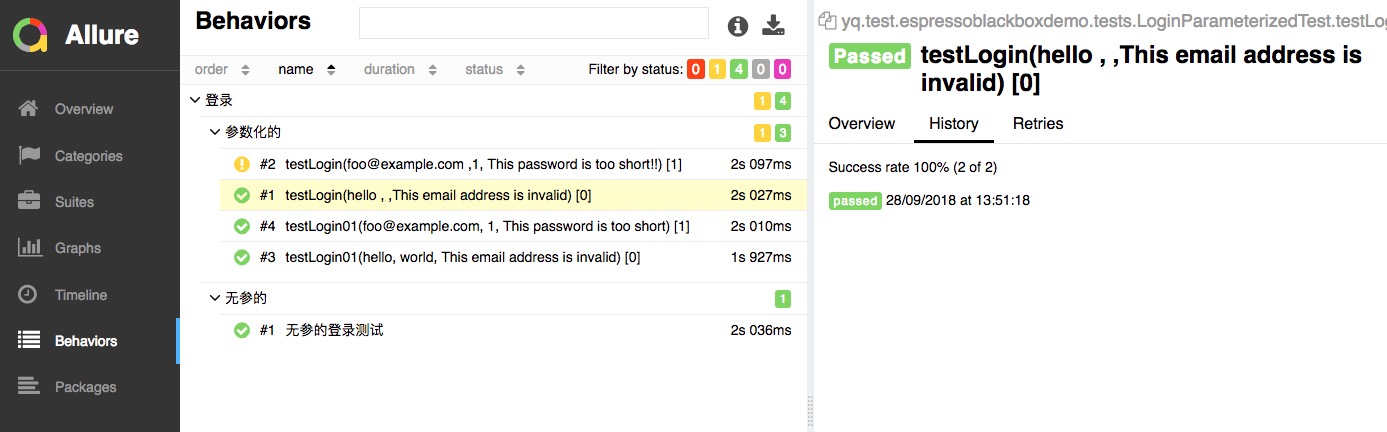 Allure
Overview
Categories
Suites
Graphs
Timeline
Behaviors
Packages
Behaviors
order name duration status Filter by status: 0 1 4 0 0
登录 1 4
参数化的 1 3
#2 testLogin(foo@example.com ,1, This password is too short!!) [1] 2s 097ms
#1 testLogin(hello , ,This email address is invalid) [0] 2s 027ms
#4 testLogin01(foo@example.com, 1, This password is too short) [1] 2s 010ms
#3 testLogin01(hello, world, This email address is invalid) [0] 1s 927ms
无参的 1
#1 无参的登录测试 2s 036ms
yq.test.espressoblackboxdemo.tests.LoginParameterizedTest.testLog
Passed testLogin(hello , ,This email address is
invalid) [0]
Overview History Retries
Success rate 100% (2 of 2)
passed 28/09/2018 at 13:51:18